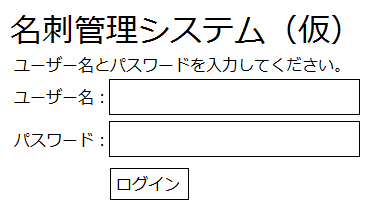 名刺管理システム（仮）
ユーザー名とパスワードを入力してください。
ユーザー名：
パスワード：
ログイン